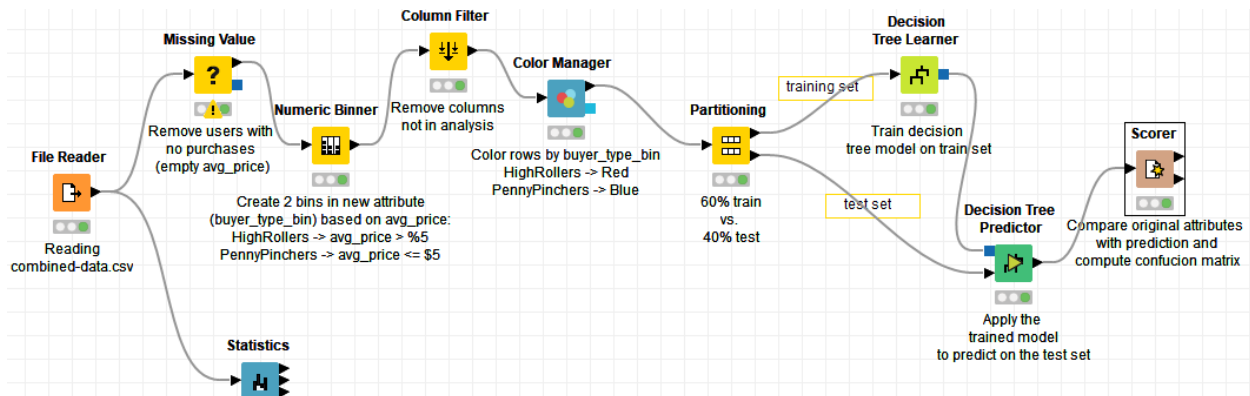 Column Filter
Remove columns
not in analysis
Missing Value
?
!
Remove users with
no purchases
(empty avg_price)
Numeric Binner
Create 2 bins in new attribute
(buyer_type_bin) based on avg_price:
HighRollers -> avg_price > %5
PennyPinchers -> avg_price <= $5
Color Manager
Color rows by buyer_type_bin
HighRollers -> Red
PennyPinchers -> Blue
File Reader
Reading
combined-data.csv
Statistics
Partitioning
60% train
vs.
40% test
training set
test set
Decision
Tree Learner
Train decision
tree model on train set
Decision Tree
Predictor
Apply the
trained model
to predict on the test set
Scorer
Compare original attributes
with prediction and
compute confucion matrix